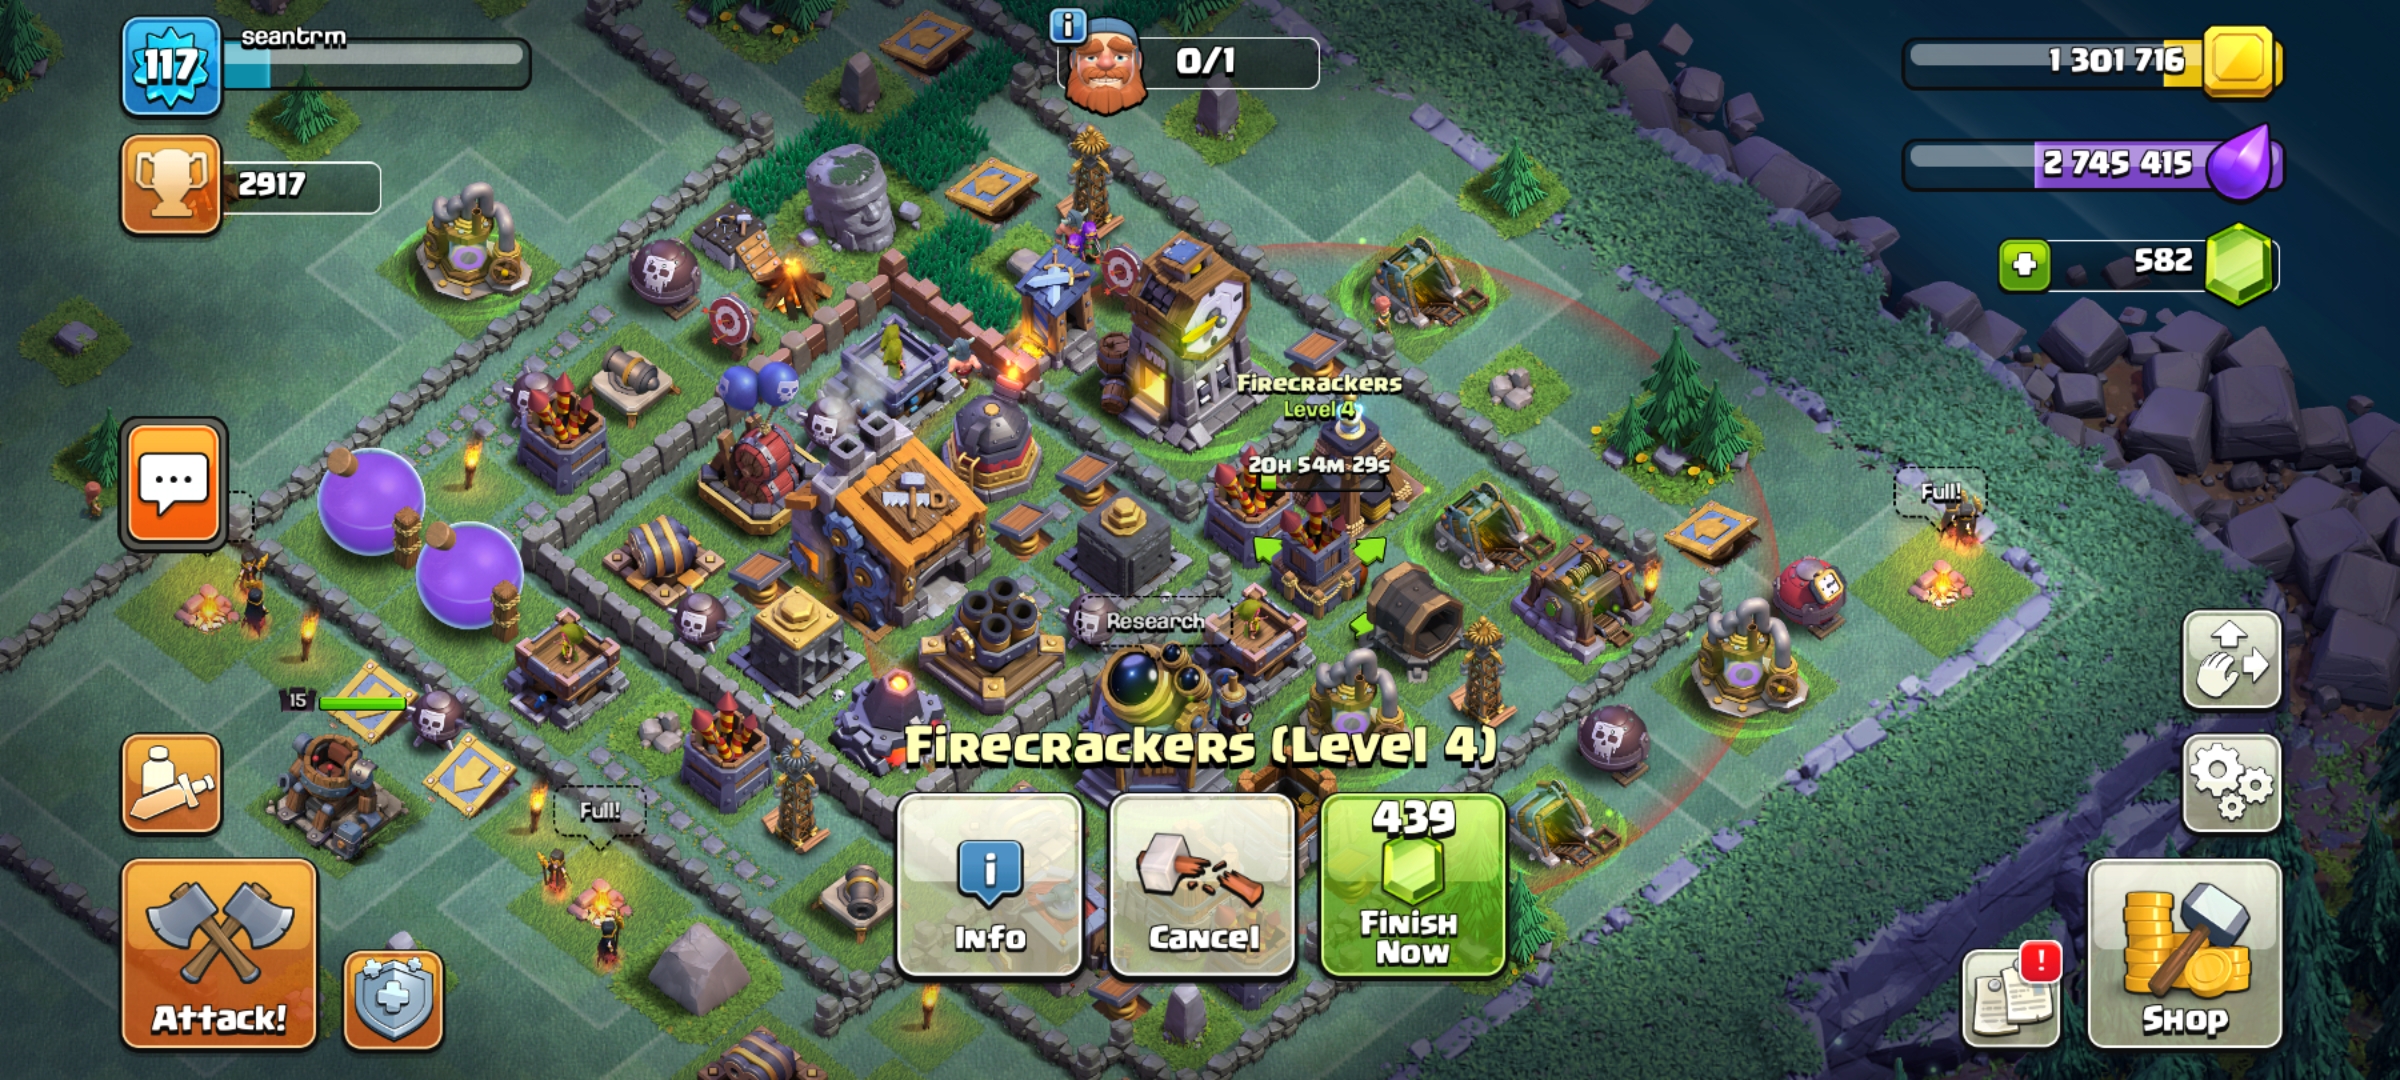 117
seantrm
2917
0/1
1 301 716
2 745 415
582
Firecrackers
Level 4
20H 54M 29s
Full!
Research
15
Full!
Firecrackers (Level 4)
Info
Cancel
439
Finish
Now
Attack!
Shop